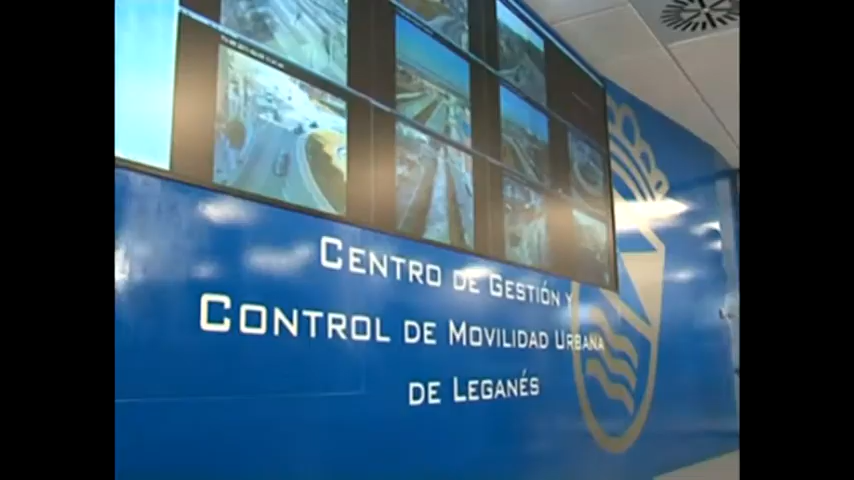 CENTRO DE GESTIÓN Y
CONTROL DE MOVILIDAD URBANA
DE LEGANÉS